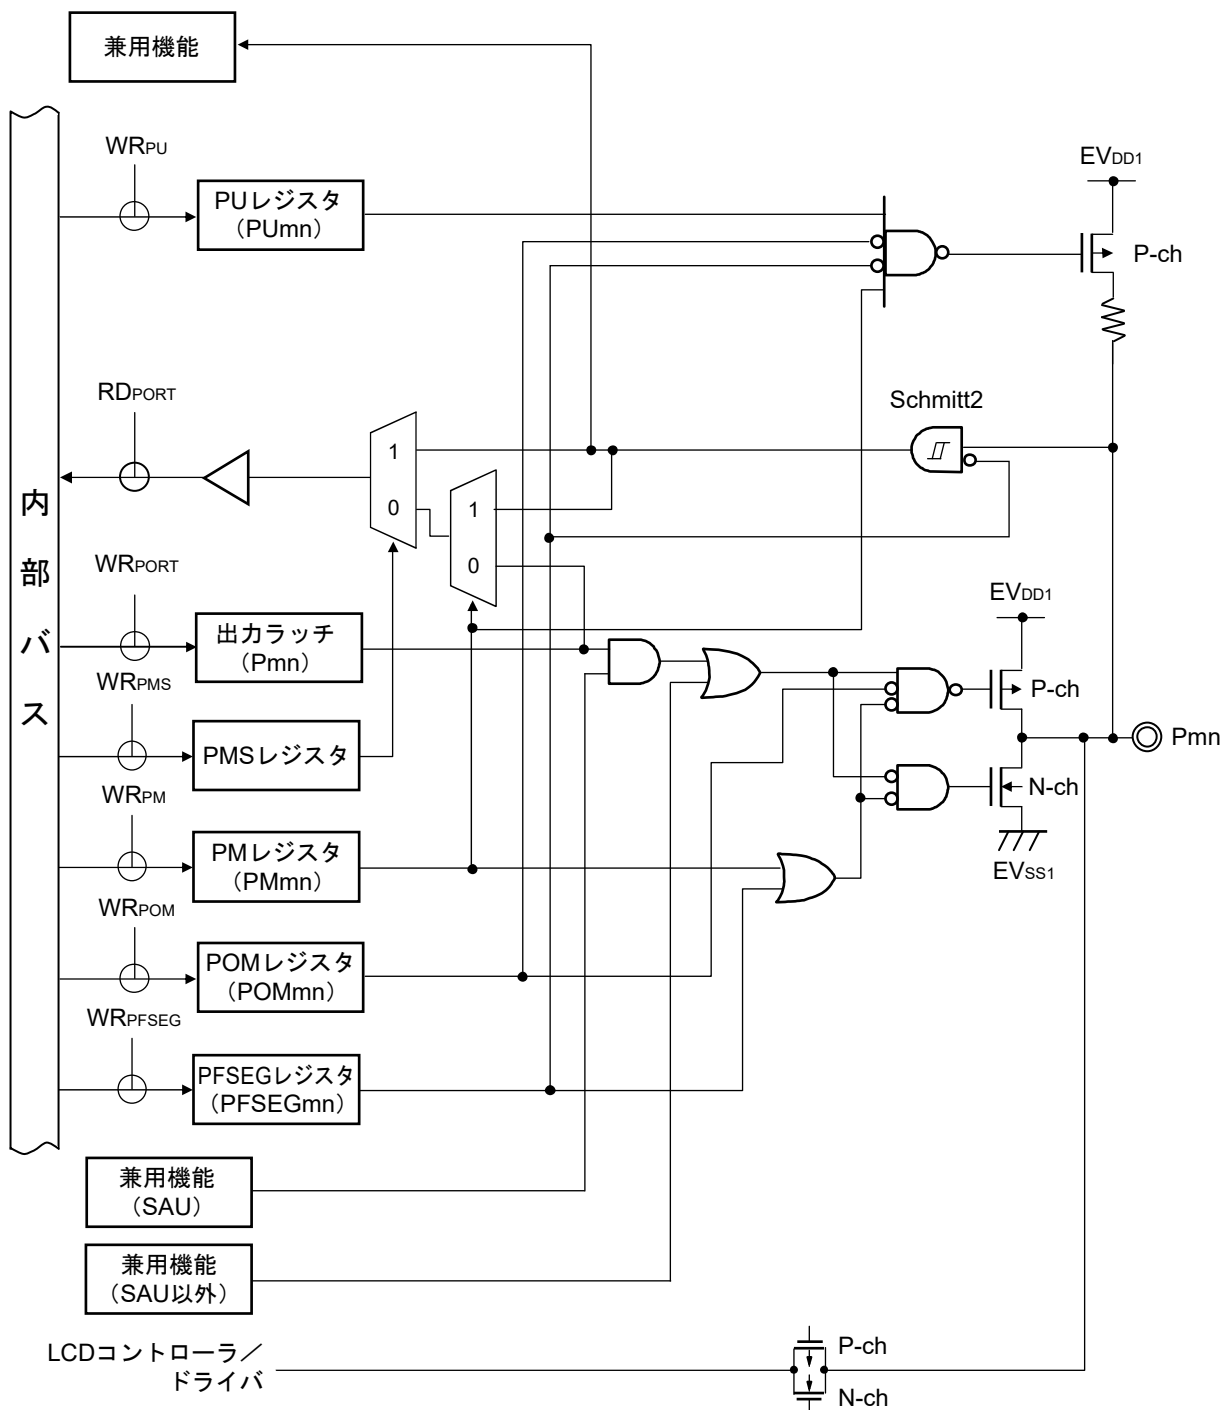 兼用機能
WRPU
PUレジスタ
（PUmn）
EVDD1
P-ch
RDPORT
Schmitt2
1
0
1
0
内部バス
WRPORT
出力ラッチ
（Pmn）
EVDD1
P-ch
Pmn
WRPMS
PMSレジスタ
N-ch
EVSS1
WRPM
PMレジスタ
（PMmn）
WRPOM
POMレジスタ
（POMmn）
WRPFSEG
PFSEGレジスタ
（PFSEGmn）
兼用機能
（SAU）
兼用機能
（SAU以外）
LCDコントローラ／
ドライバ
P-ch
N-ch